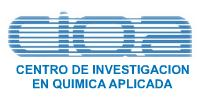 ciqa
CENTRO DE INVESTIGACION
EN QUIMICA APLICADA